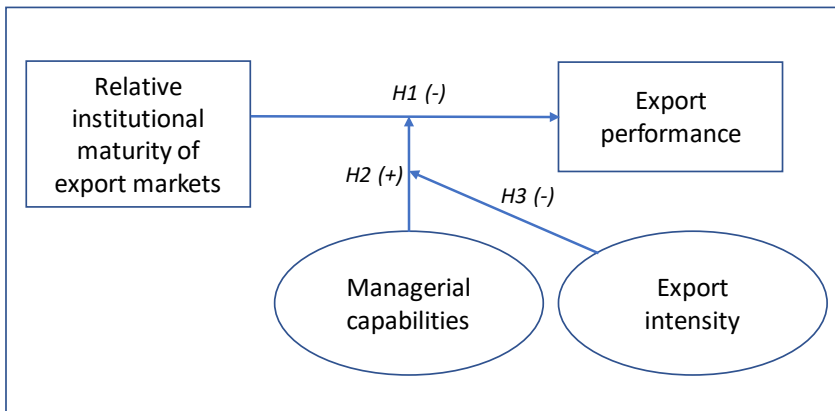 Relative
institutional
maturity of
export markets
H1 (-)
Export
performance
H2 (+)
H3 (-)
Managerial
capabilities
Export
intensity